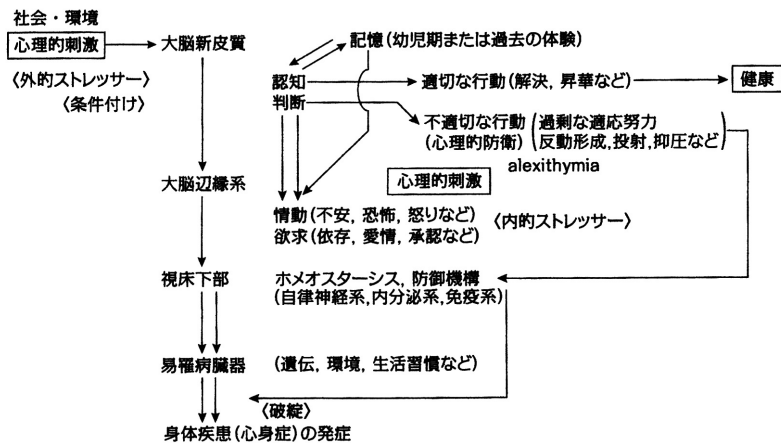 社会・環境
心理的刺激
大脳新皮質
記憶(幼児期または過去の体験)
〈外的ストレッサー〉
〈条件付け〉
認知
適切な行動(解決, 昇華など)
健康
判断
不適切な行動
(心理的防衛)
(過剰な適応努力
反動形成,投射,抑圧など)
alexithymia
大脳辺縁系
心理的刺激
情動(不安, 恐怖, 怒りなど)
〈内的ストレッサー〉
欲求(依存, 愛情, 承認など)
視床下部
ホメオスターシス, 防御機構
(自律神経系,内分泌系,免疫系)
易罹病臓器
(遺伝, 環境, 生活習慣など)
〈破綻〉
身体疾患(心身症)の発症